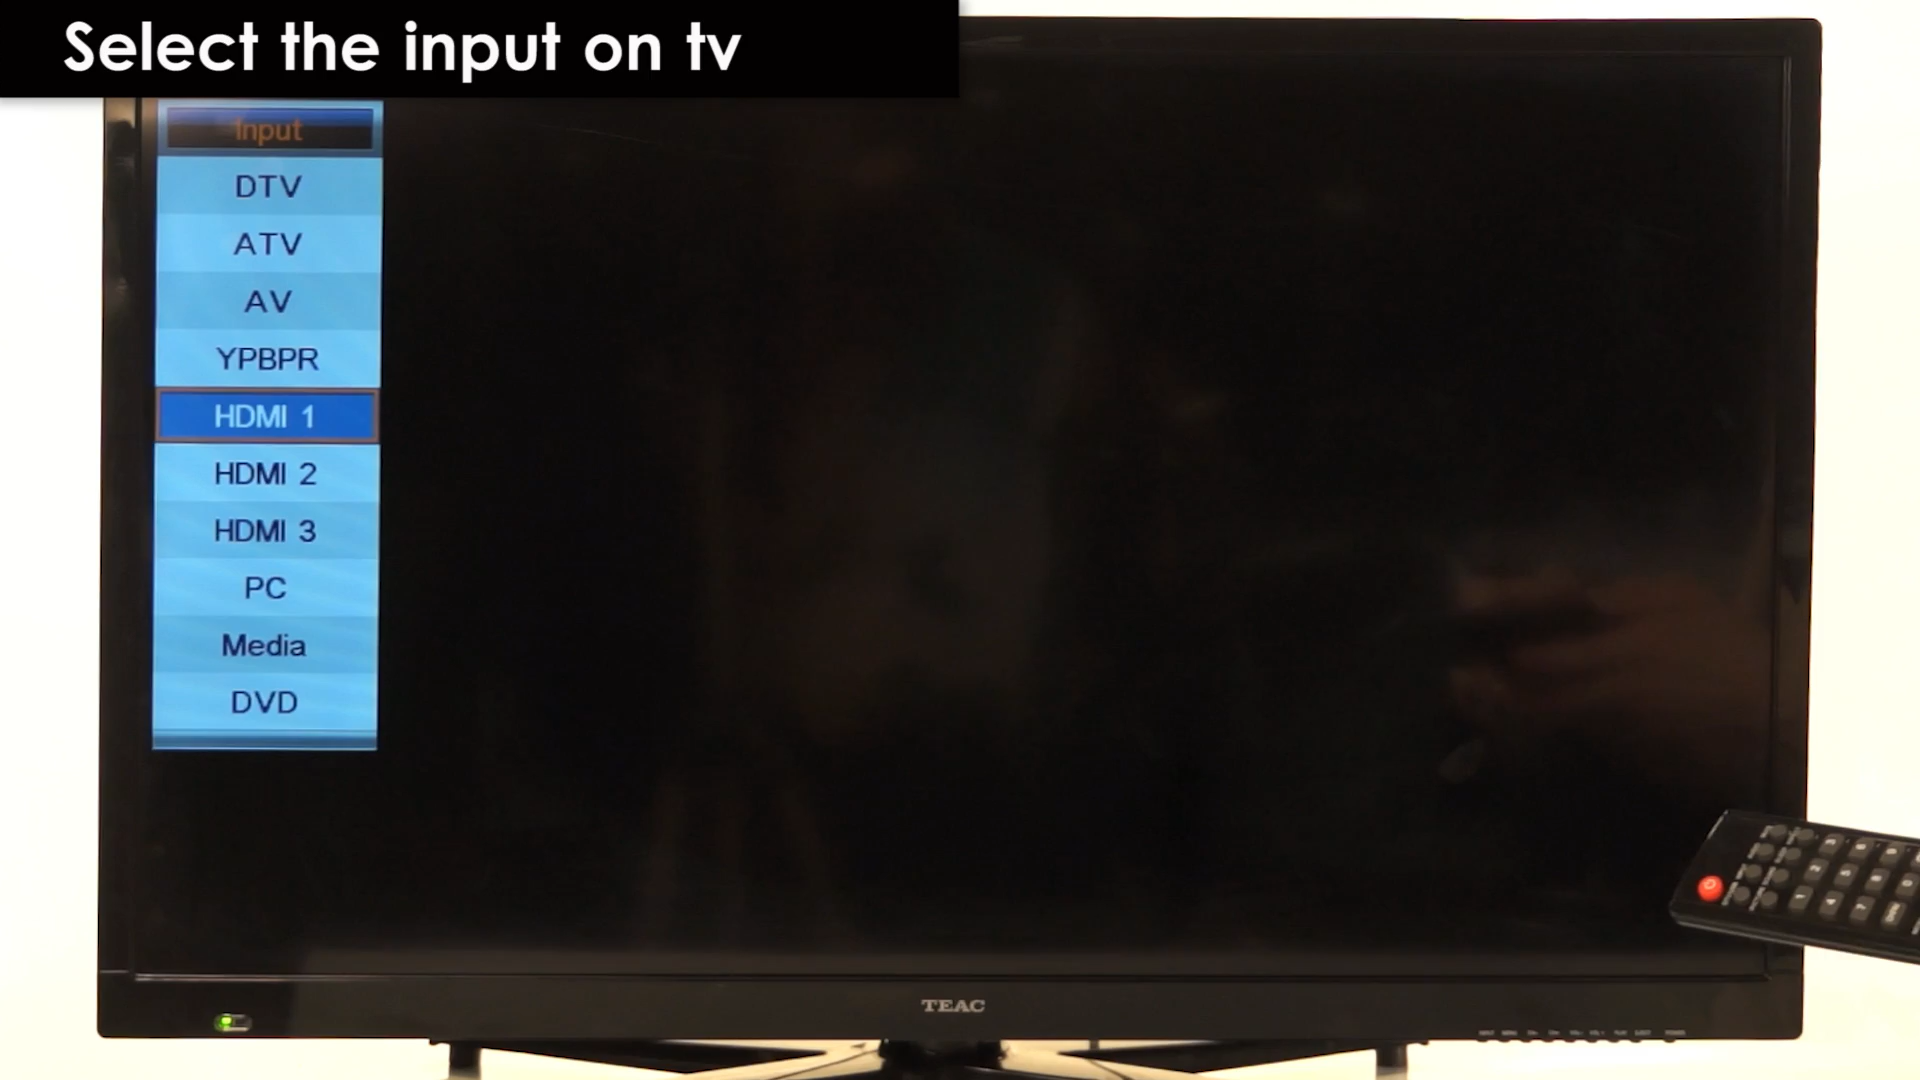 Select the input on tv
Input
DTV
ATV
AV
YPBPR
HDMI 1
HDMI 2
HDMI 3
PC
Media
DVD
TEAC